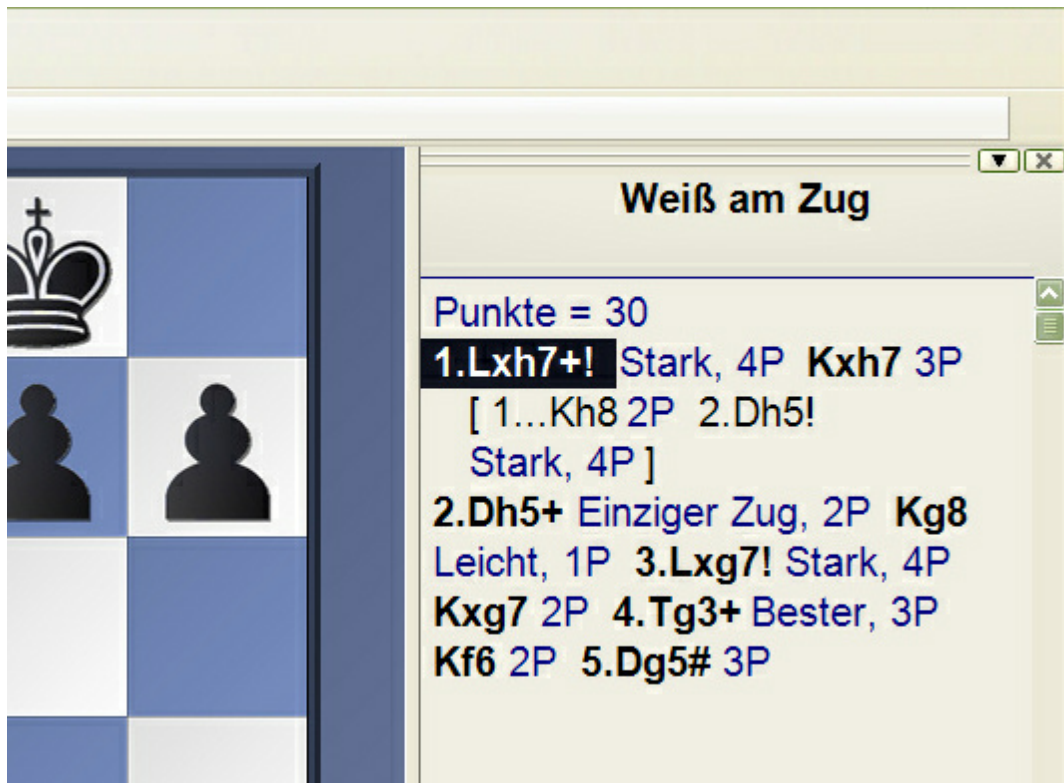 Weiß am Zug
Punkte = 30
1.Lxh7+! Stark, 4P Kxh7 3P
[ 1...Kh8 2P 2.Dh5!
Stark, 4P ]
2.Dh5+ Einziger Zug, 2P Kg8
Leicht, 1P 3.Lxg7! Stark, 4P
Kxg7 2P 4.Tg3+ Bester, 3P
Kf6 2P 5.Dg5# 3P